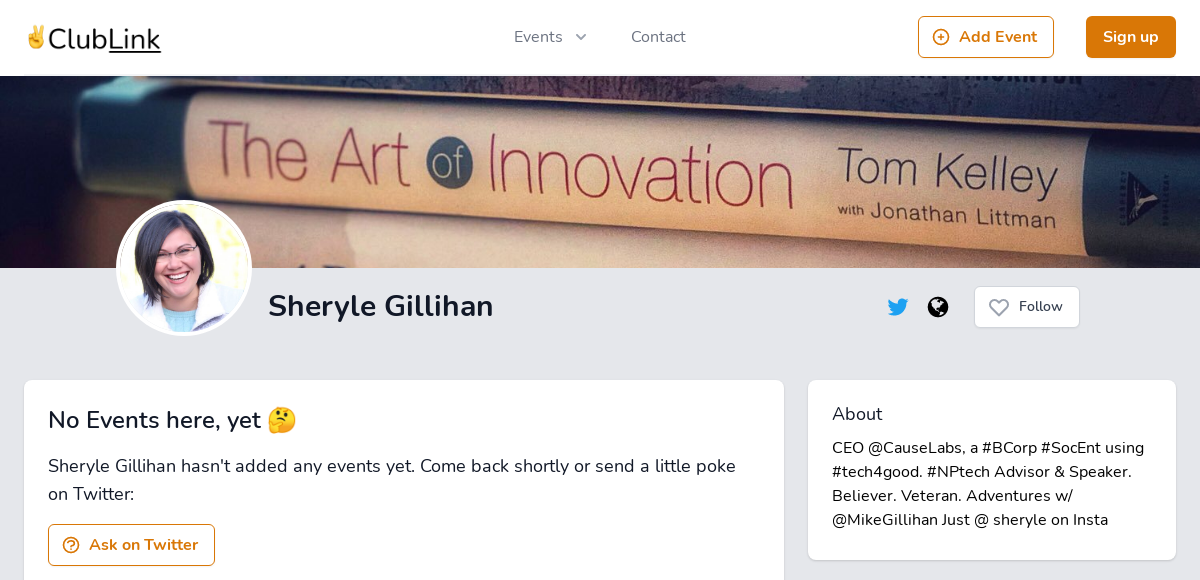 ✌️ClubLink
Events
Contact
Add Event
Sign up
The Art of Innovation
Tom Kelley
with Jonathan Littman
Sheryle Gillihan
Follow
No Events here, yet 🤔
Sheryle Gillihan hasn't added any events yet. Come back shortly or send a little poke
on Twitter:
Ask on Twitter
About
CEO @CauseLabs, a #BCorp #SocEnt using
#tech4good. #NPtech Advisor & Speaker.
Believer. Veteran. Adventures w/
@MikeGillihan Just @ sheryle on Insta